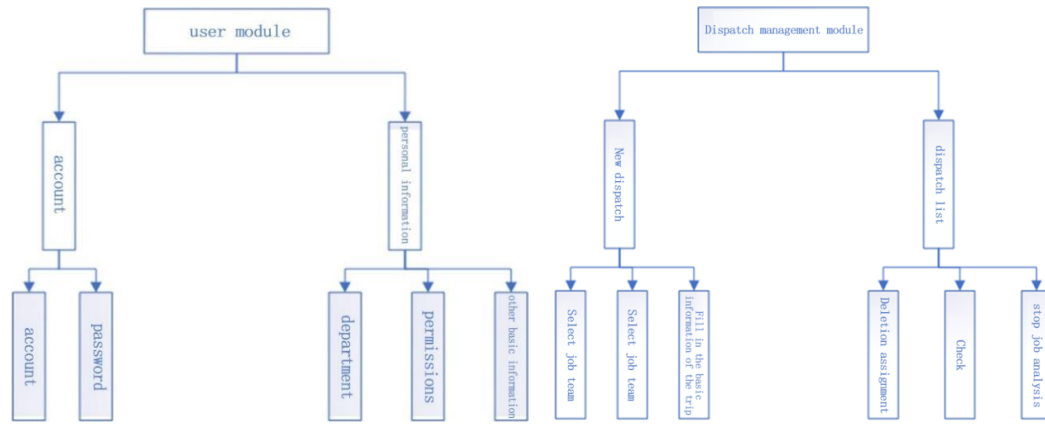 user module
Dispatch management module
account
personal information
New dispatch
dispatch list
account
password
department
permissions
other basic information
Select job team
Select job team
Fill in the basic
information of the trip
Deletion assignment
Check
stop job analysis